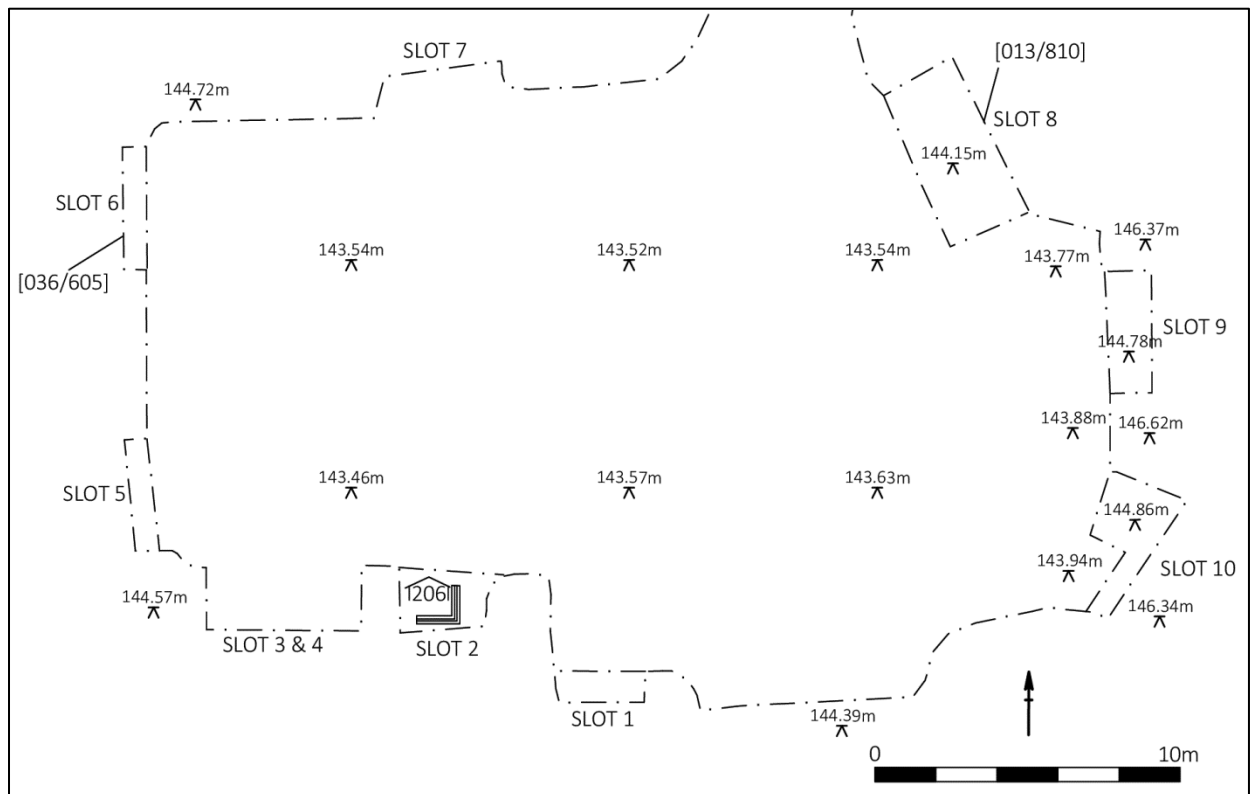 SLOT 7
[013/810]
144.72m
SLOT 8
144.15m
SLOT 6
146.37m
143.54m
143.52m
143.54m
143.77m
[036/605]
SLOT 9
144.78m
143.88m
146.62m
143.46m
143.57m
143.63m
SLOT 5
144.86m
143.94m
SLOT 10
144.57m
206
146.34m
SLOT 3 & 4
SLOT 2
SLOT 1
144.39m
0
10m